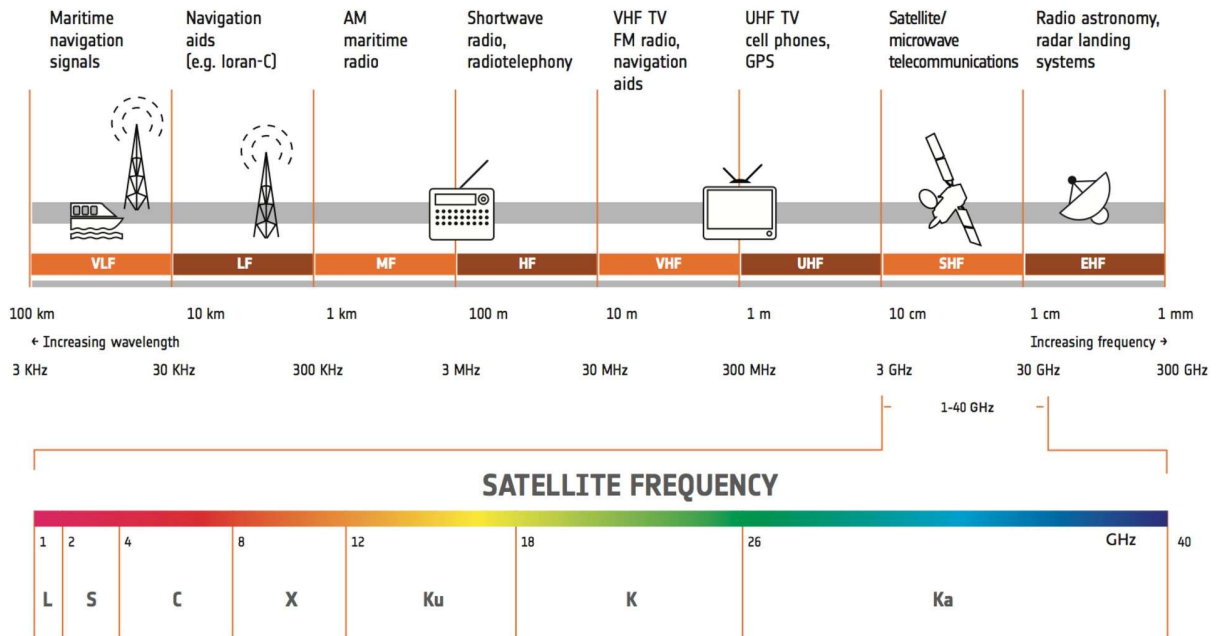 Maritime
navigation
signals
Navigation
aids
(e.g. loran-C)
AM
maritime
radio
Shortwave
radio,
radiotelephony
VHF TV
FM radio,
navigation
aids
UHF TV
cell phones,
GPS
Satellite/
microwave
telecommunications
Radio astronomy,
radar landing
systems
VLF LF MF HF VHF UHF SHF EHF
100 km 10 km 1 km 100 m 10 m 1 m 10 cm 1 cm 1 mm
← Increasing wavelength Increasing frequency →
3 KHz 30 KHz 300 KHz 3 MHz 30 MHz 300 MHz 3 GHz 30 GHz 300 GHz
1-40 GHz
SATELLITE FREQUENCY
1 2 4 8 12 18 26 GHz 40
L S C X Ku K Ka